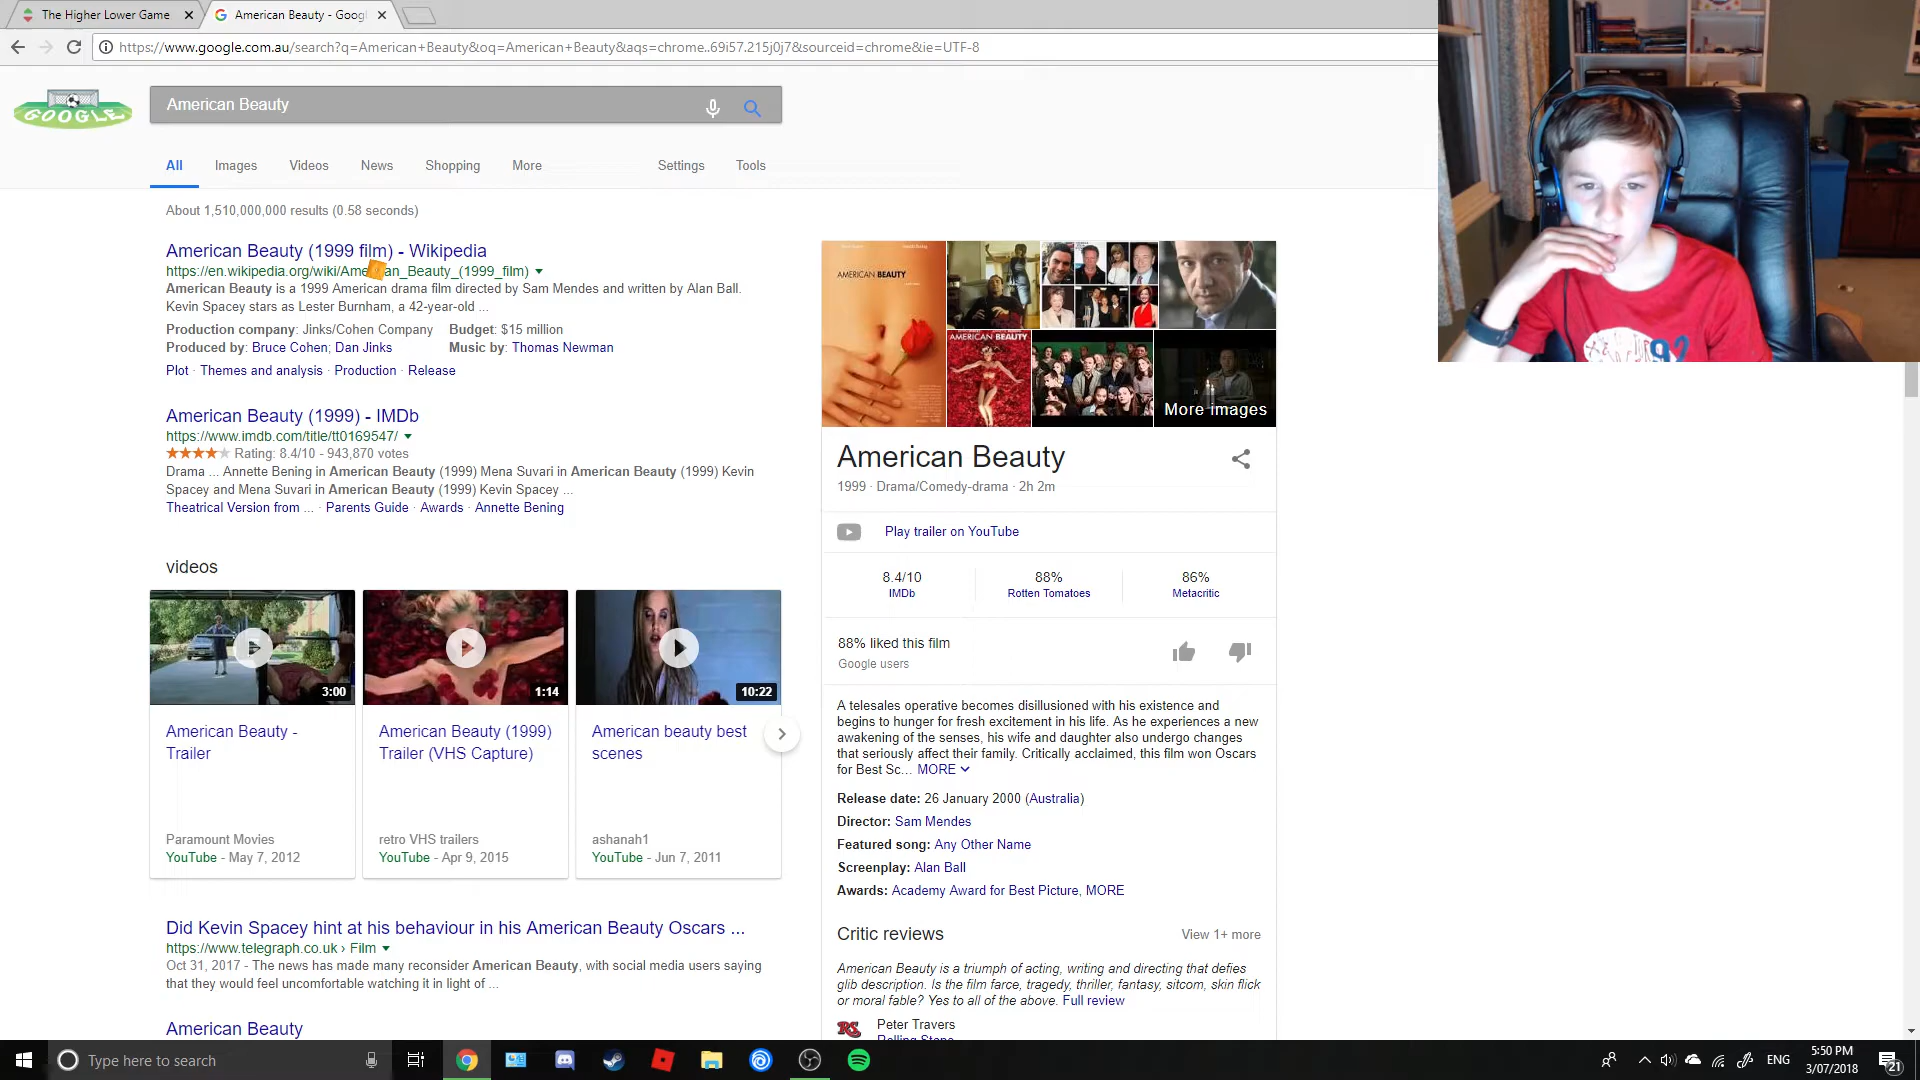 The Higher Lower Game
American Beauty - Googl
https://www.google.com.au/search?q=American+Beauty&oq=American+Beauty&aqs=chrome..69i57.215j0j7&sourceid=chrome&ie=UTF-8
GOOGLE
American Beauty
All
Images
Videos
News
Shopping
More
Settings
Tools
About 1,510,000,000 results (0.58 seconds)
American Beauty (1999 film) - Wikipedia
https://en.wikipedia.org/wiki/Ame an_Beauty_(1999_film)
American Beauty is a 1999 American drama film directed by Sam Mendes and written by Alan Ball.
Kevin Spacey stars as Lester Burnham, a 42-year-old ...
Production company: Jinks/Cohen Company Budget: $15 million
Produced by: Bruce Cohen; Dan Jinks Music by: Thomas Newman
Plot · Themes and analysis · Production · Release
American Beauty (1999) - IMDb
https://www.imdb.com/title/tt0169547/
Rating: 8.4/10 - 943,870 votes
Drama ... Annette Bening in American Beauty (1999) Mena Suvari in American Beauty (1999) Kevin
Spacey and Mena Suvari in American Beauty (1999) Kevin Spacey ...
Theatrical Version from ... · Parents Guide · Awards · Annette Bening
videos
3:00
1:14
10:22
American Beauty -
Trailer
American Beauty (1999)
Trailer (VHS Capture)
American beauty best
scenes
Paramount Movies
YouTube - May 7, 2012
retro VHS trailers
YouTube - Apr 9, 2015
ashanah1
YouTube - Jun 7, 2011
Did Kevin Spacey hint at his behaviour in his American Beauty Oscars ...
https://www.telegraph.co.uk › Film
Oct 31, 2017 - The news has made many reconsider American Beauty, with social media users saying
that they would feel uncomfortable watching it in light of ...
American Beauty
AMERICAN BEAUTY
AMERICAN BEAUTY
More images
American Beauty
1999 · Drama/Comedy-drama · 2h 2m
Play trailer on YouTube
8.4/10
IMDb
88%
Rotten Tomatoes
86%
Metacritic
88% liked this film
Google users
A telesales operative becomes disillusioned with his existence and
begins to hunger for fresh excitement in his life. As he experiences a new
awakening of the senses, his wife and daughter also undergo changes
that seriously affect their family. Critically acclaimed, this film won Oscars
for Best Sc... MORE
Release date: 26 January 2000 (Australia)
Director: Sam Mendes
Featured song: Any Other Name
Screenplay: Alan Ball
Awards: Academy Award for Best Picture, MORE
Critic reviews
View 1+ more
American Beauty is a triumph of acting, writing and directing that defies
glib description. Is the film farce, tragedy, thriller, fantasy, sitcom, skin flick
or moral fable? Yes to all of the above. Full review
RS
Peter Travers
Rolling Stone
92
Type here to search
ENG
5:50 PM
3/07/2018
21